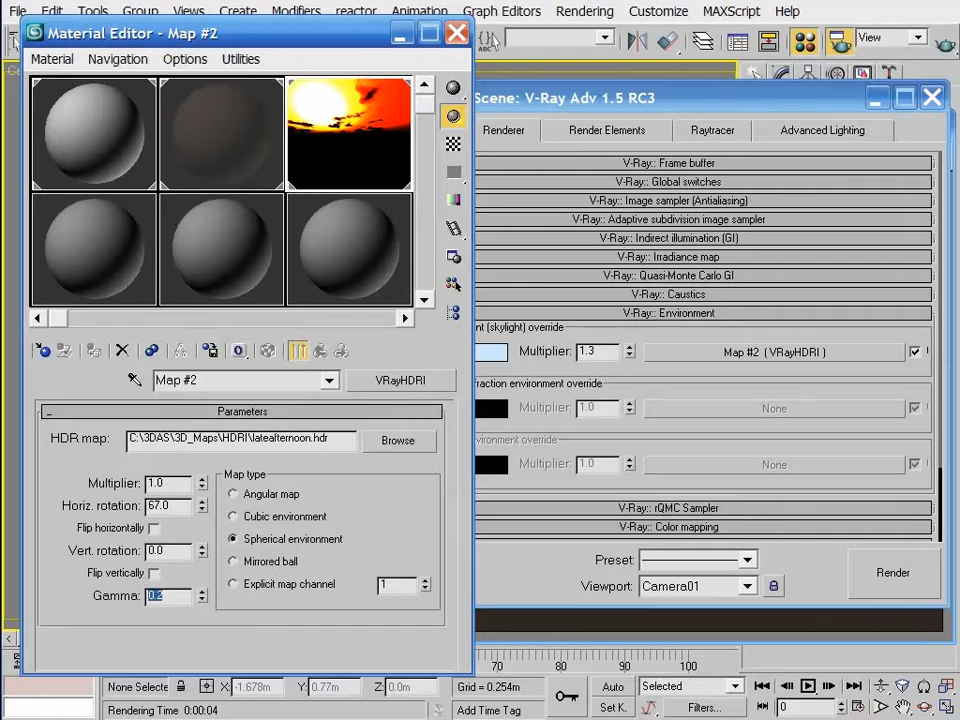 File Edit Tools Group Views Create Modifiers reactor Animation Graph Editors Rendering Customize MAXScript Help
Material Editor - Map #2
Material Navigation Options Utilities
View
Scene: V-Ray Adv 1.5 RC3
Renderer Render Elements Raytracer Advanced Lighting
V-Ray:: Frame buffer
V-Ray:: Global switches
V-Ray:: Image sampler (Antialiasing)
V-Ray:: Adaptive subdivision image sampler
V-Ray:: Indirect illumination (GI)
V-Ray:: Irradiance map
V-Ray:: Quasi-Monte Carlo GI
V-Ray:: Caustics
V-Ray:: Environment
(skylight) override
Multiplier: 1.3 Map #2 ( VRayHDRI )
environment override
Multiplier: 1.0 None
override
Multiplier: 1.0 None
V-Ray:: rQMC Sampler
V-Ray:: Color mapping
Preset:
Viewport: Camera01
Render
Map #2 VRayHDRI
Parameters
HDR map: C:\3DAS\3D_Maps\HDRI\lateafternoon.hdr Browse
Multiplier: 1.0
Horiz. rotation: 67.0
Flip horizontally
Vert. rotation: 0.0
Flip vertically
Gamma: 0.2
Map type
Angular map
Cubic environment
Spherical environment
Mirrored ball
Explicit map channel 1
70 80 90 100
None Selecte X: -1.678m Y: 0.77m Z: 0.0m Grid = 0.254m Auto Selected
Rendering Time 0:00:04 Add Time Tag Set K. Filters... 0